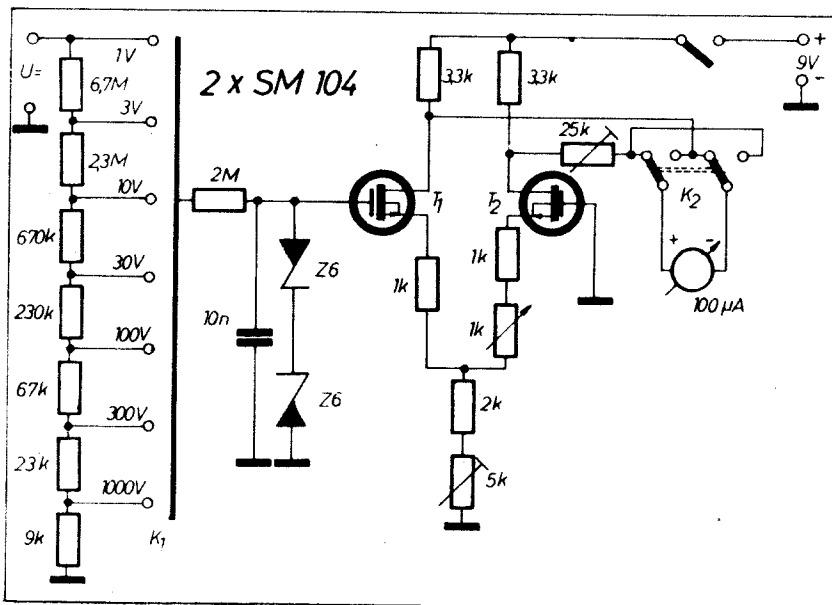 U=
1V
6,7M
3V
2,3M
10V
670k
30V
230k
100V
67k
300V
23k
1000V
9k
K1
2 x SM 104
2M
10n
Z6
Z6
3,3k
3,3k
T1
T2
1k
1k
1k
2k
5k
25k
K2
+ -
100 µA
+
9V
-